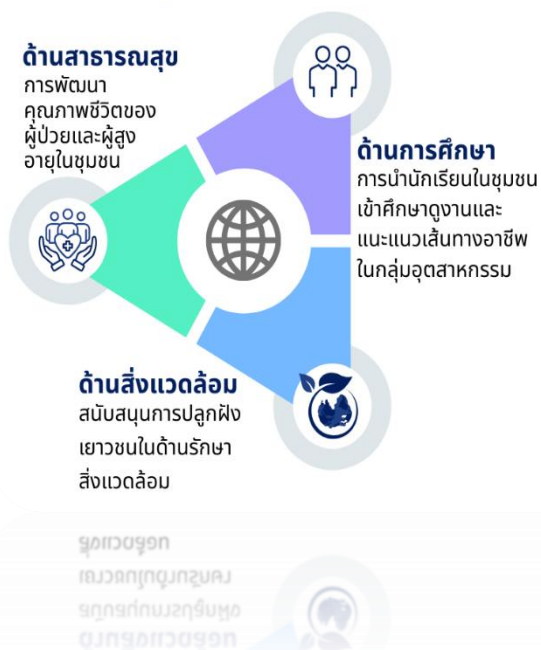 ด้านสาธารณสุข
การพัฒนา
คุณภาพชีวิตของ
ผู้ป่วยและผู้สูง
อายุในชุมชน
ด้านการศึกษา
การนำนักเรียนในชุมชน
เข้าศึกษาดูงานและ
แนะแนวเส้นทางอาชีพ
ในกลุ่มอุตสาหกรรม
ด้านสิ่งแวดล้อม
สนับสนุนการปลูกฝัง
เยาวชนในด้านรักษา
สิ่งแวดล้อม